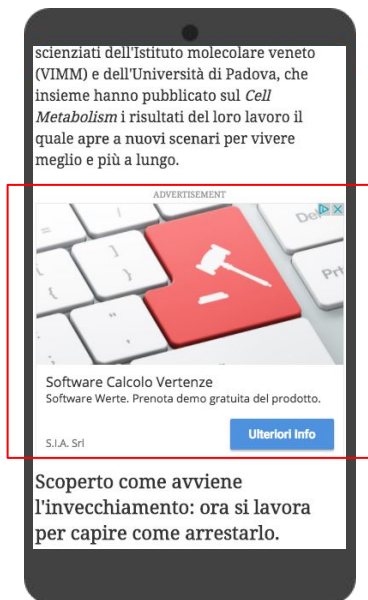 scienziati dell'Istituto molecolare veneto
(VIMM) e dell'Università di Padova, che
insieme hanno pubblicato sul Cell
Metabolism i risultati del loro lavoro il
quale apre a nuovi scenari per vivere
meglio e più a lungo.
ADVERTISEMENT
Del
Prt
Software Calcolo Vertenze
Software Werte. Prenota demo gratuita del prodotto.
S.I.A. Srl
Ulteriori Info
Scoperto come avviene
l'invecchiamento: ora si lavora
per capire come arrestarlo.